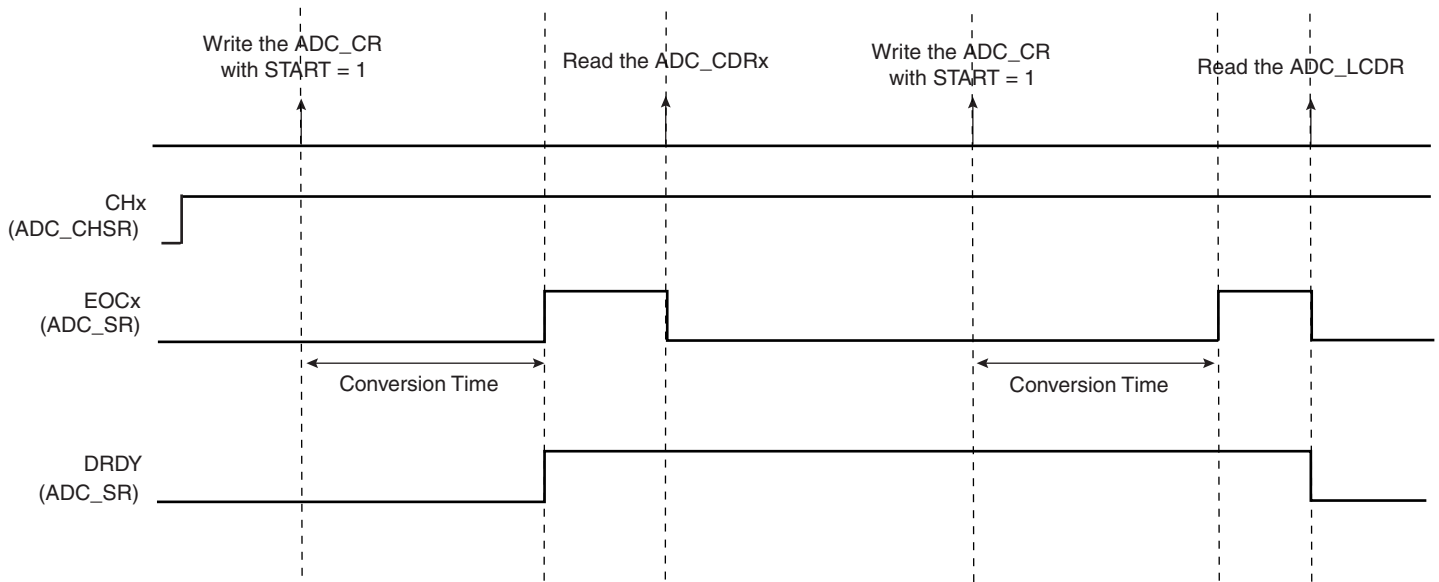 Write the ADC_CR
with START = 1
Read the ADC_CDRx
Write the ADC_CR
with START = 1
Read the ADC_LCDR
CHx
(ADC_CHSR)
EOCx
(ADC_SR)
Conversion Time
Conversion Time
DRDY
(ADC_SR)